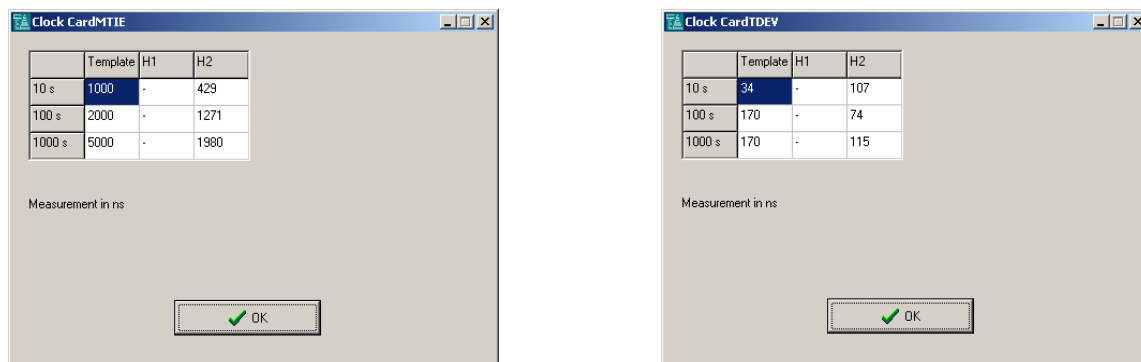 Clock CardMTIE
Template H1 H2
10 s 1000 - 429
100 s 2000 - 1271
1000 s 5000 - 1980
Measurement in ns
OK
Clock CardTDEV
Template H1 H2
10 s 34 - 107
100 s 170 - 74
1000 s 170 - 115
Measurement in ns
OK